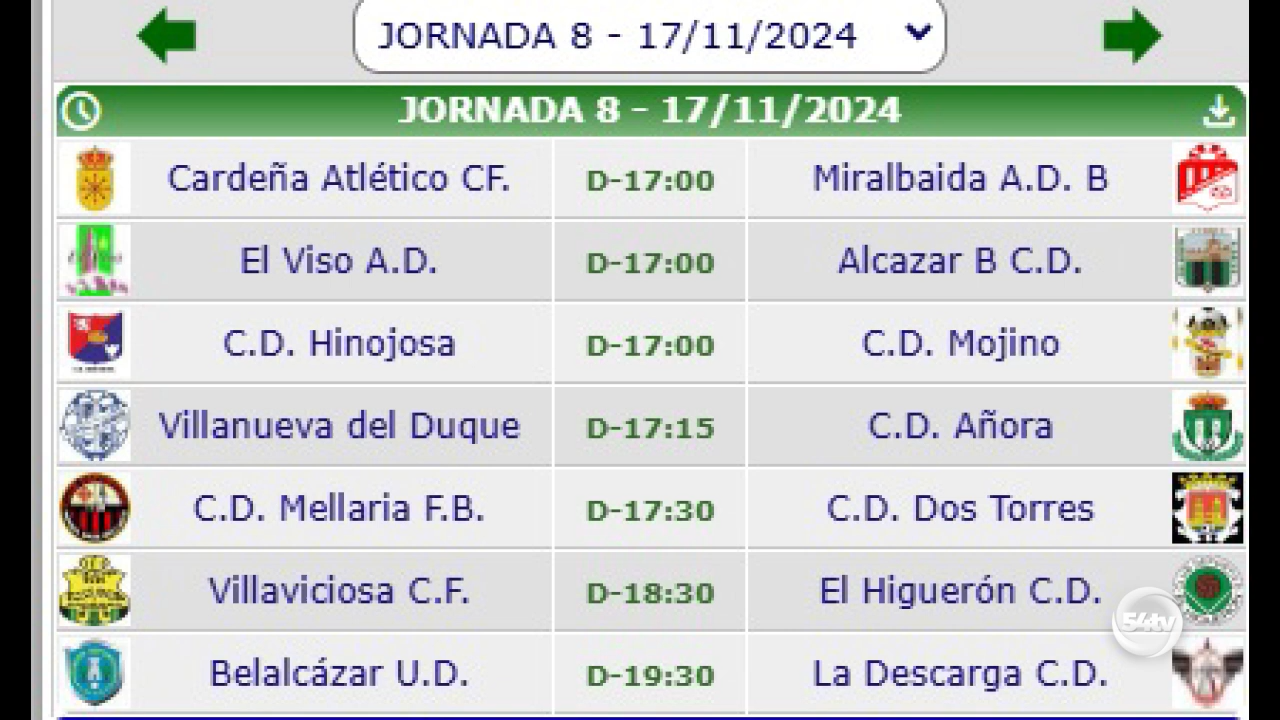 JORNADA 8 - 17/11/2024
JORNADA 8 - 17/11/2024
Cardeña Atlético CF. D-17:00 Miralbaida A.D. B
El Viso A.D. D-17:00 Alcazar B C.D.
C.D. Hinojosa D-17:00 C.D. Mojino
Villanueva del Duque D-17:15 C.D. Añora
C.D. Mellaria F.B. D-17:30 C.D. Dos Torres
Villaviciosa C.F. D-18:30 El Higuerón C.D.
54tv
Belalcázar U.D. D-19:30 La Descarga C.D.